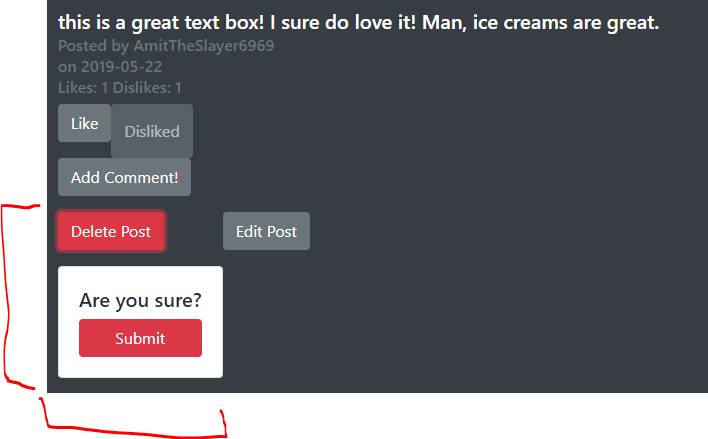 this is a great text box! I sure do love it! Man, ice creams are great.
Posted by AmitTheSlayer6969
on 2019-05-22
Likes: 1 Dislikes: 1
Like Disliked
Add Comment!
Delete Post Edit Post
Are you sure?
Submit